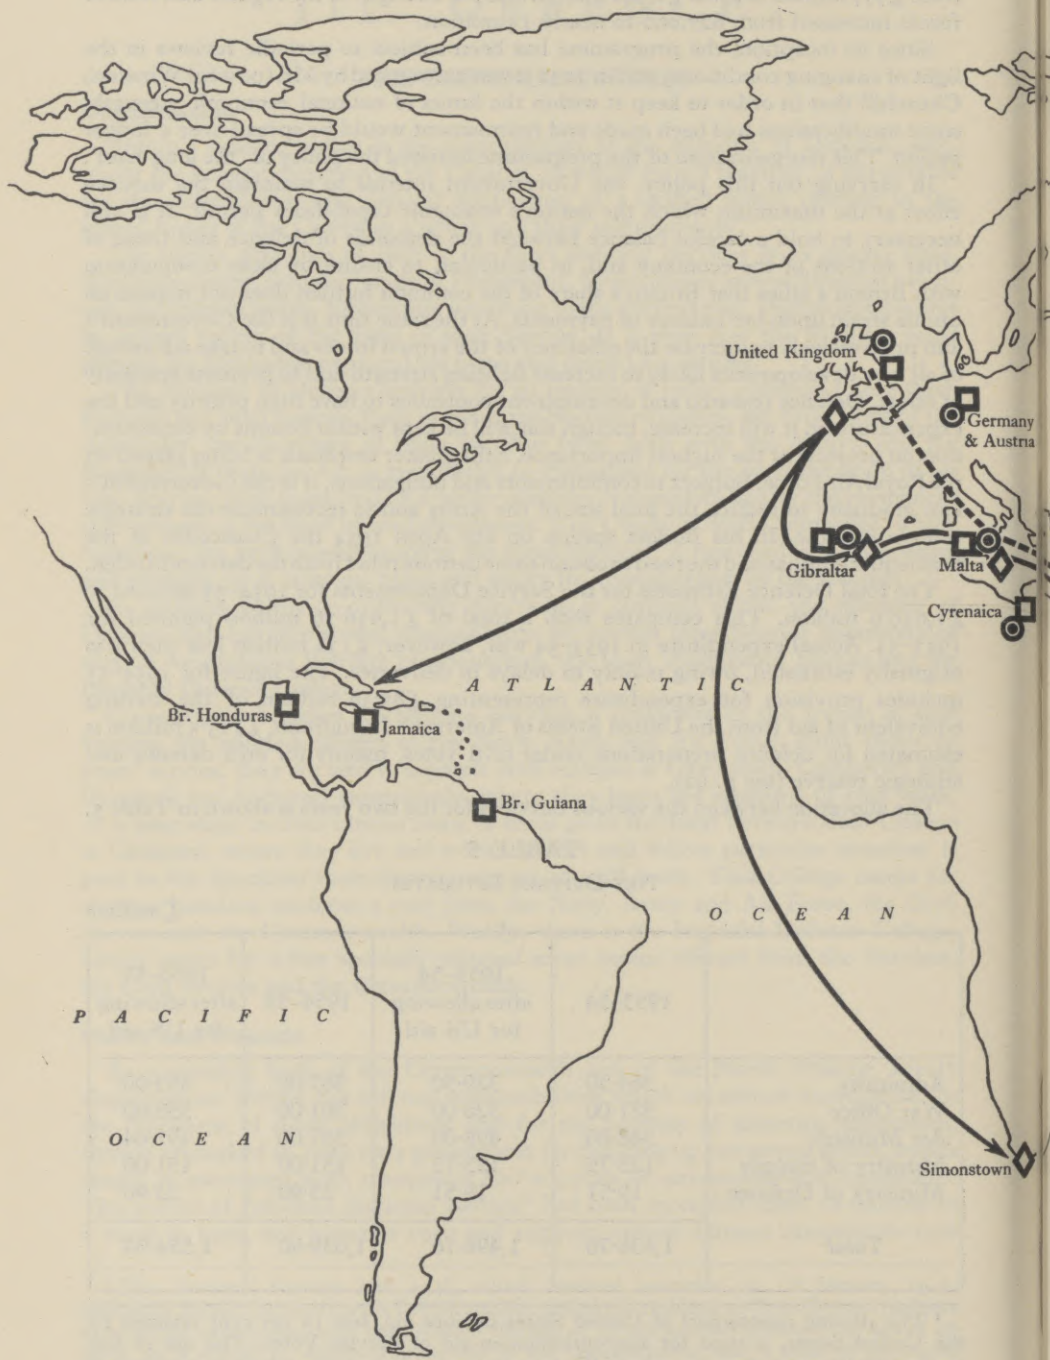 United Kingdom
Germany
& Austria
Gibraltar
Malta
Cyrenaica
A T L A N T I C
Br. Honduras
Jamaica
Br. Guiana
O C E A N
P A C I F I C
O C E A N
Simonstown